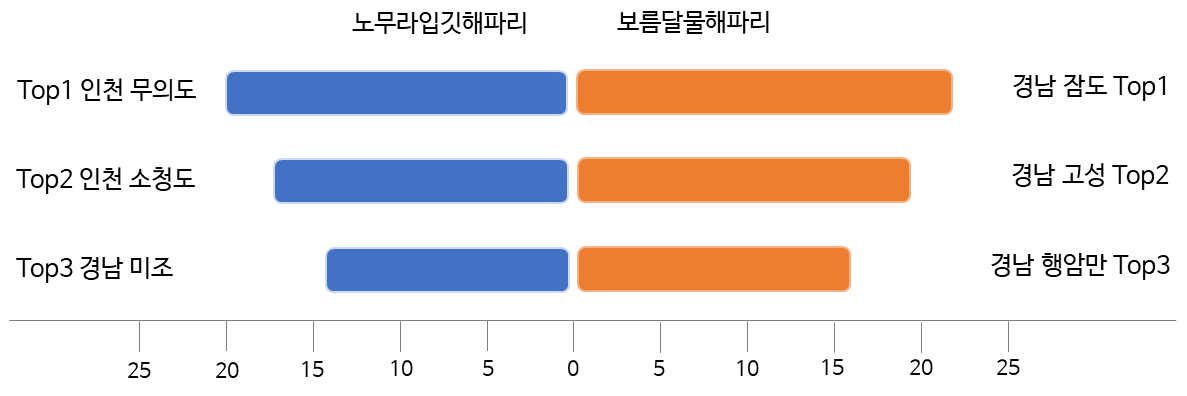 노무라입깃해파리 보름달물해파리
Top1 인천 무의도 경남 잠도 Top1
Top2 인천 소청도 경남 고성 Top2
Top3 경남 미조 경남 행암만 Top3
25 20 15 10 5 0 5 10 15 20 25